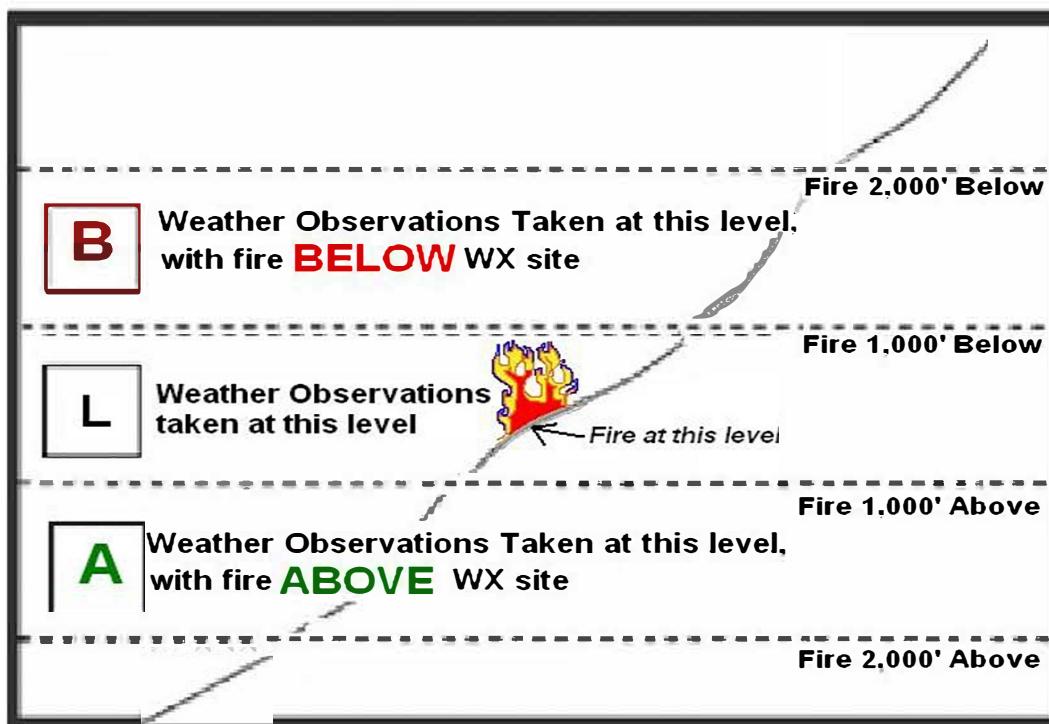 Fire 2,000' Below
B
Weather Observations Taken at this level,
with fire BELOW WX site
Fire 1,000' Below
L
Weather Observations
taken at this level
Fire at this level
Fire 1,000' Above
A
Weather Observations Taken at this level,
with fire ABOVE WX site
Fire 2,000' Above